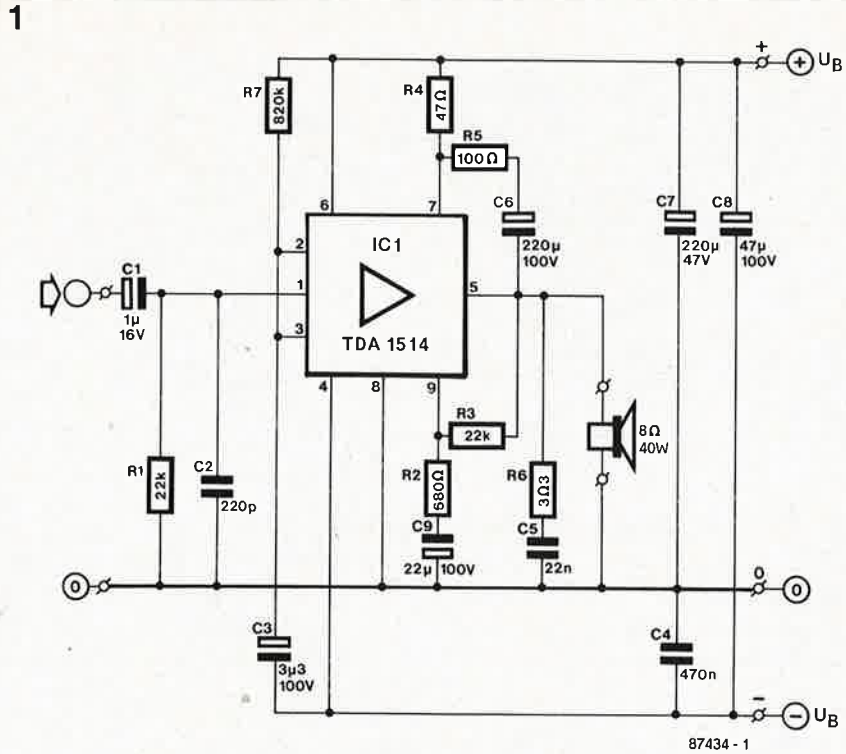 1
+
+ UB
R7
820k
R4
47Ω
R5
100Ω
6
7
C6
220µ
100V
C7
220µ
47V
C8
47µ
100V
2
IC1
C1
1µ
16V
1
5
3
TDA 1514
4
8
9
R3
22k
8Ω
40W
R1
22k
C2
220p
R2
680Ω
R6
3Ω3
C9
22µ 100V
C5
22n
0
0
0
C3
3µ3
100V
C4
470n
−
− UB
87434 - 1